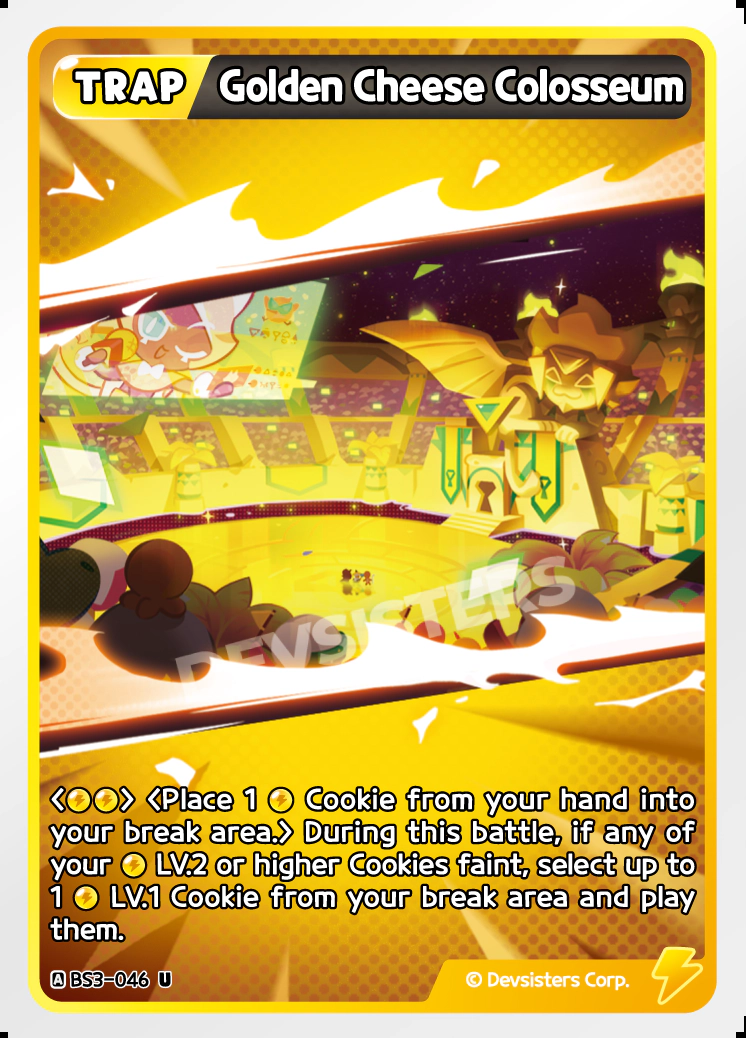 TRAP Golden Cheese Colosseum
DEVSISTERS
<⚡⚡> <Place 1 ⚡ Cookie from your hand into
your break area.> During this battle, if any of
your ⚡ LV.2 or higher Cookies faint, select up to
1 ⚡ LV.1 Cookie from your break area and play
them.
A BS3-046 U
© Devsisters Corp.